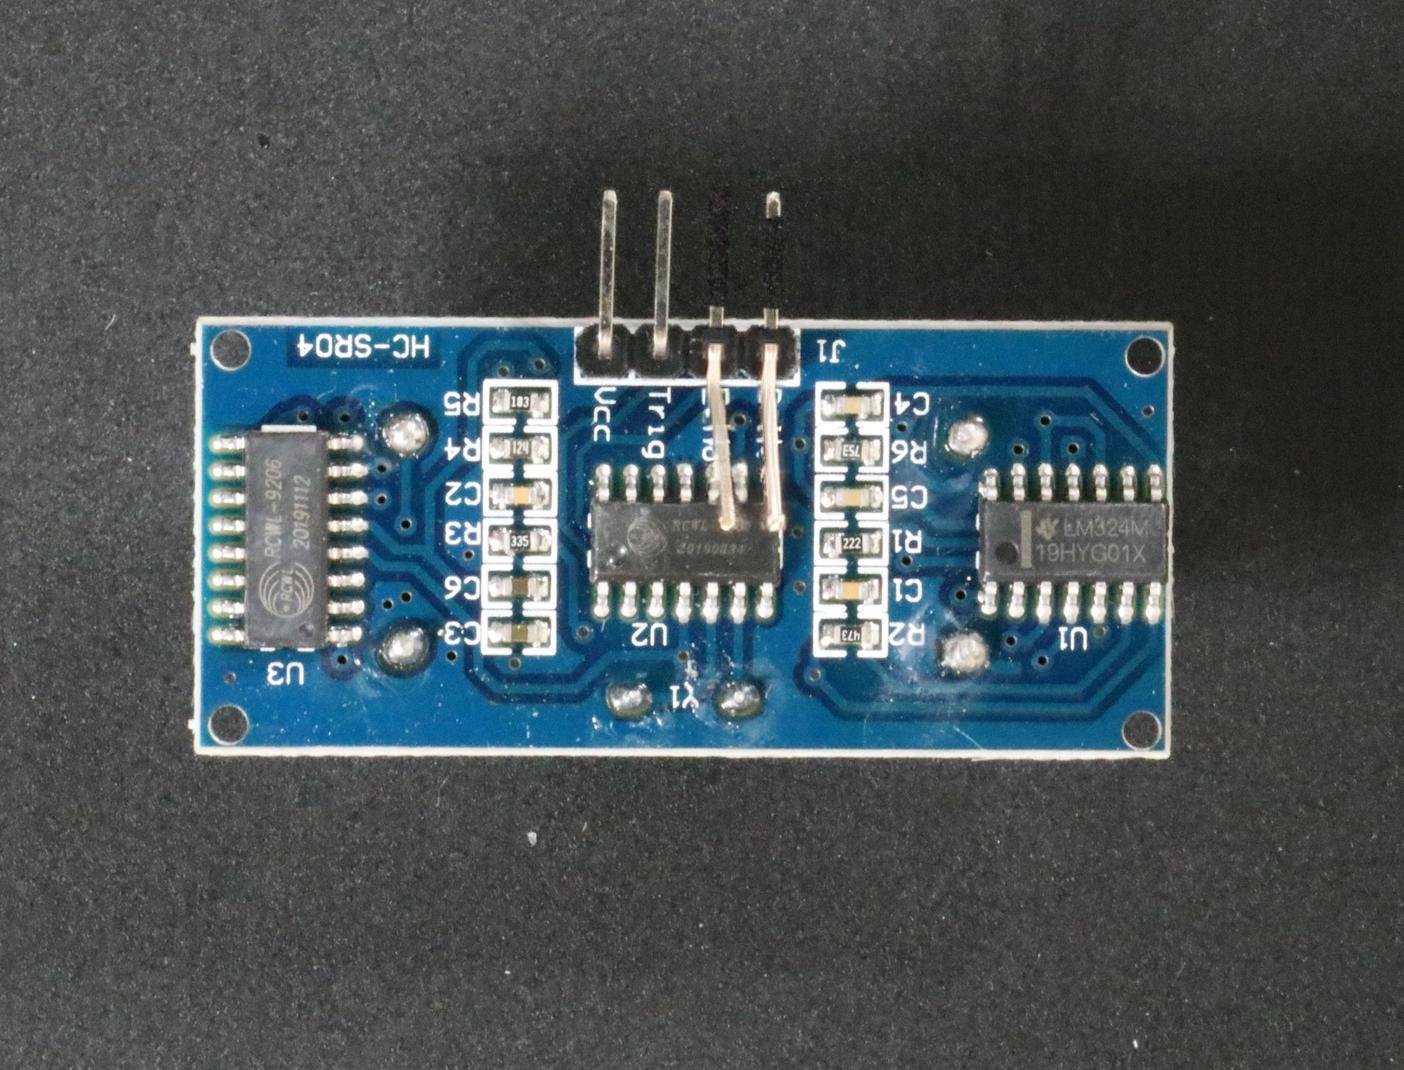 HC-SR04
J1
Vcc
Trig
R5
R4
C2
R3
C6
C3
103
124
335
C4
R6
C5
R1
C1
R2
753
222
473
RCWL-9206
20191112
RCWL
U3
U2
Y1
LM324M
19HYG01X
U1